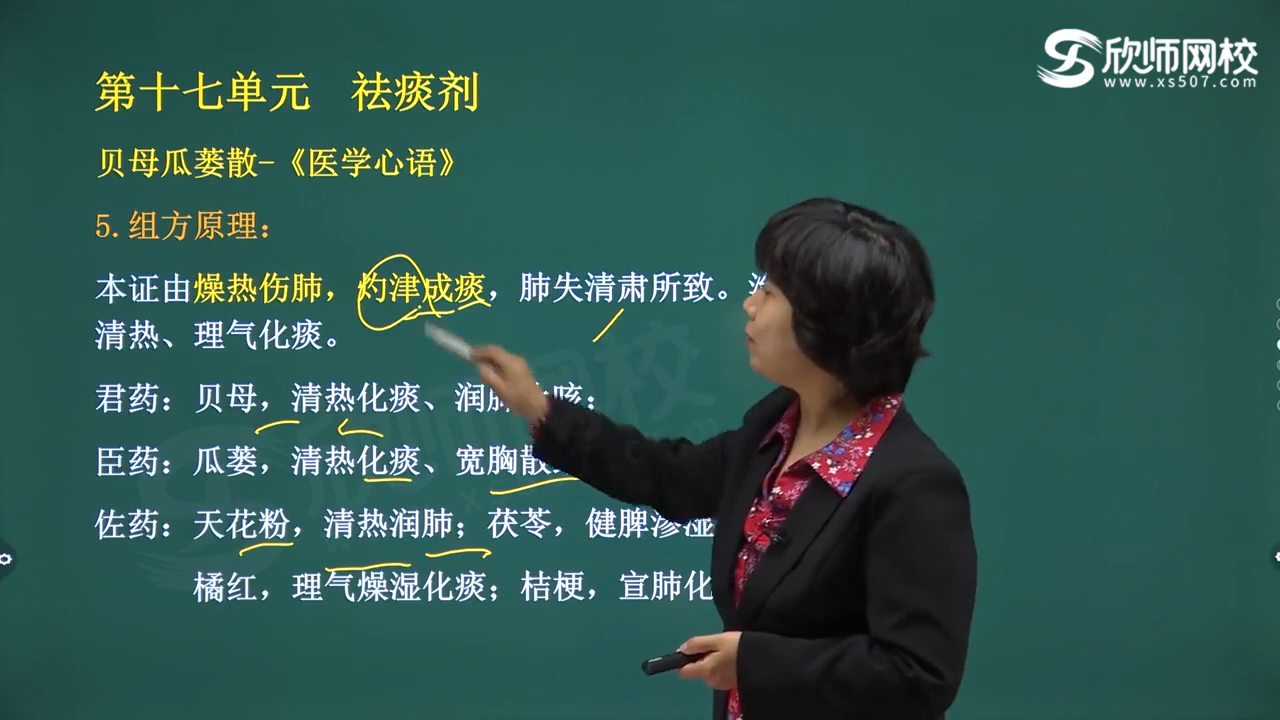 欣师网校
www.xs507.com
第十七单元 祛痰剂
贝母瓜蒌散-《医学心语》
5.组方原理：
本证由燥热伤肺，灼津成痰，肺失清肃所致。
清热、理气化痰。
君药：贝母，清热化痰、润肺 咳；
臣药：瓜蒌，清热化痰、宽胸散
佐药：天花粉，清热润肺；茯苓，健脾渗湿
橘红，理气燥湿化痰；桔梗，宣肺化